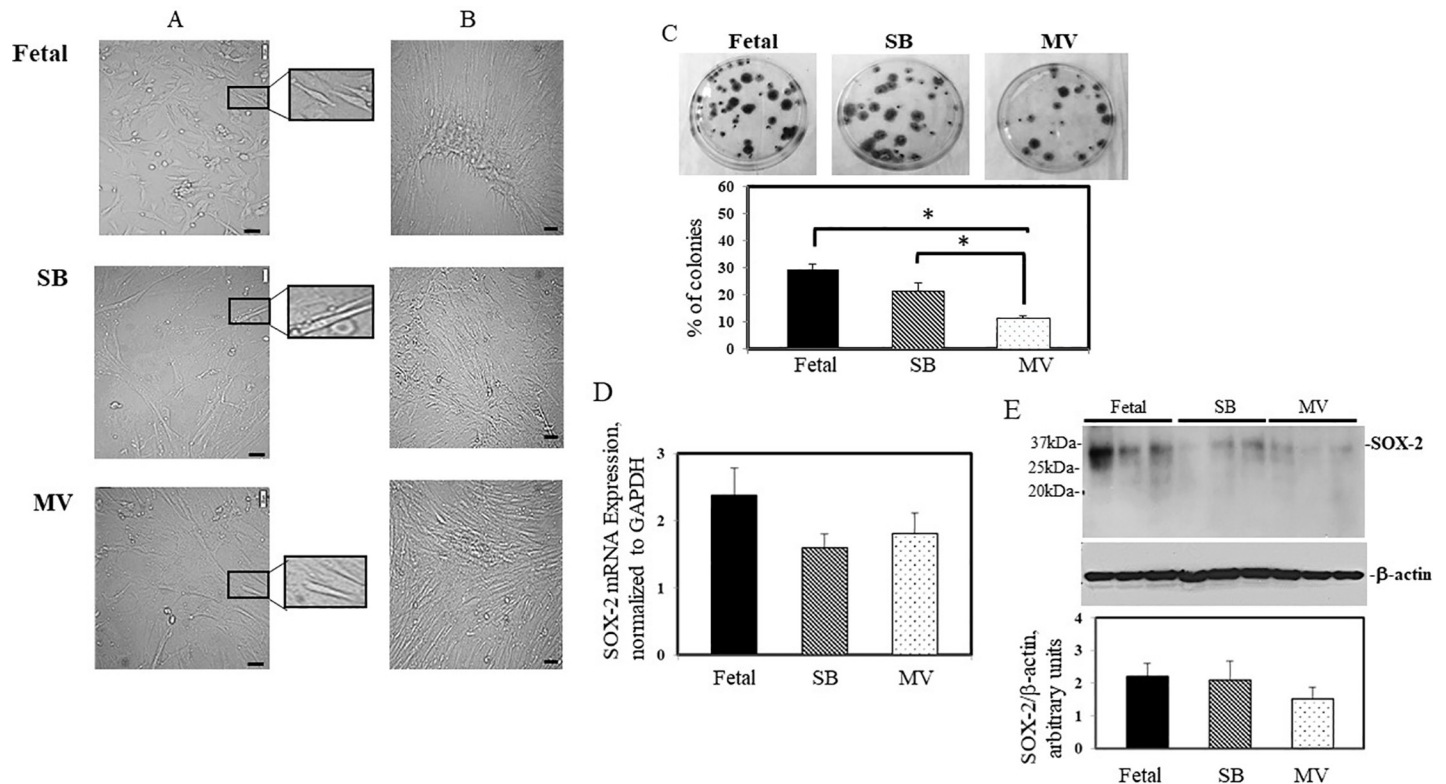 A
B
Fetal
SB
MV
C
Fetal
SB
MV
60
50
40
30
20
10
0
% of colonies
*
*
Fetal
SB
MV
D
SOX-2 mRNA Expression,
normalized to GAPDH
3
2
1
0
Fetal
SB
MV
E
Fetal
SB
MV
37kDa-
25kDa-
20kDa-
-SOX-2
-β-actin
SOX-2/β-actin,
arbitrary units
4
3
2
1
0
Fetal
SB
MV